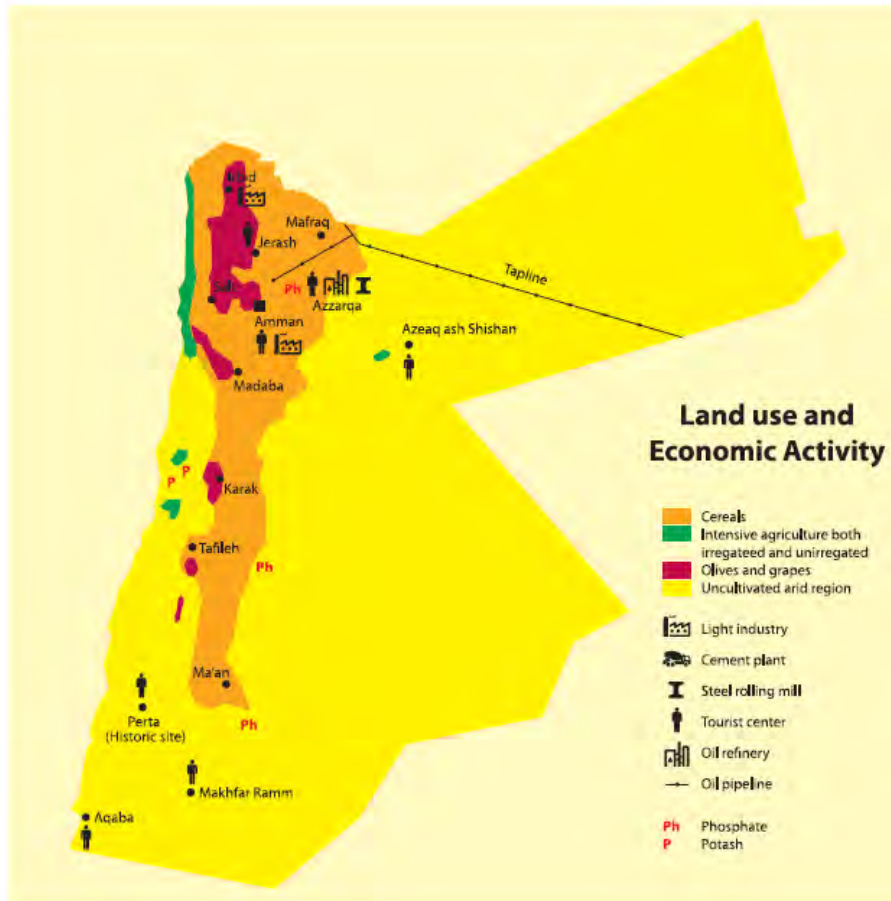 Irbid
Mafraq
Jerash
Tapline
Salt
Ph
Azzarqa
Amman
Azeaq ash Shishan
Madaba
Land use and
Economic Activity
P
P
Karak
Cereals
Intensive agriculture both
irregateed and unirregated
Olives and grapes
Uncultivated arid region
Tafileh
Ph
Light industry
Cement plant
Steel rolling mill
Tourist center
Oil refinery
Oil pipeline
Ma'an
Perta
(Historic site)
Ph
Makhfar Ramm
Aqaba
Ph Phosphate
P Potash